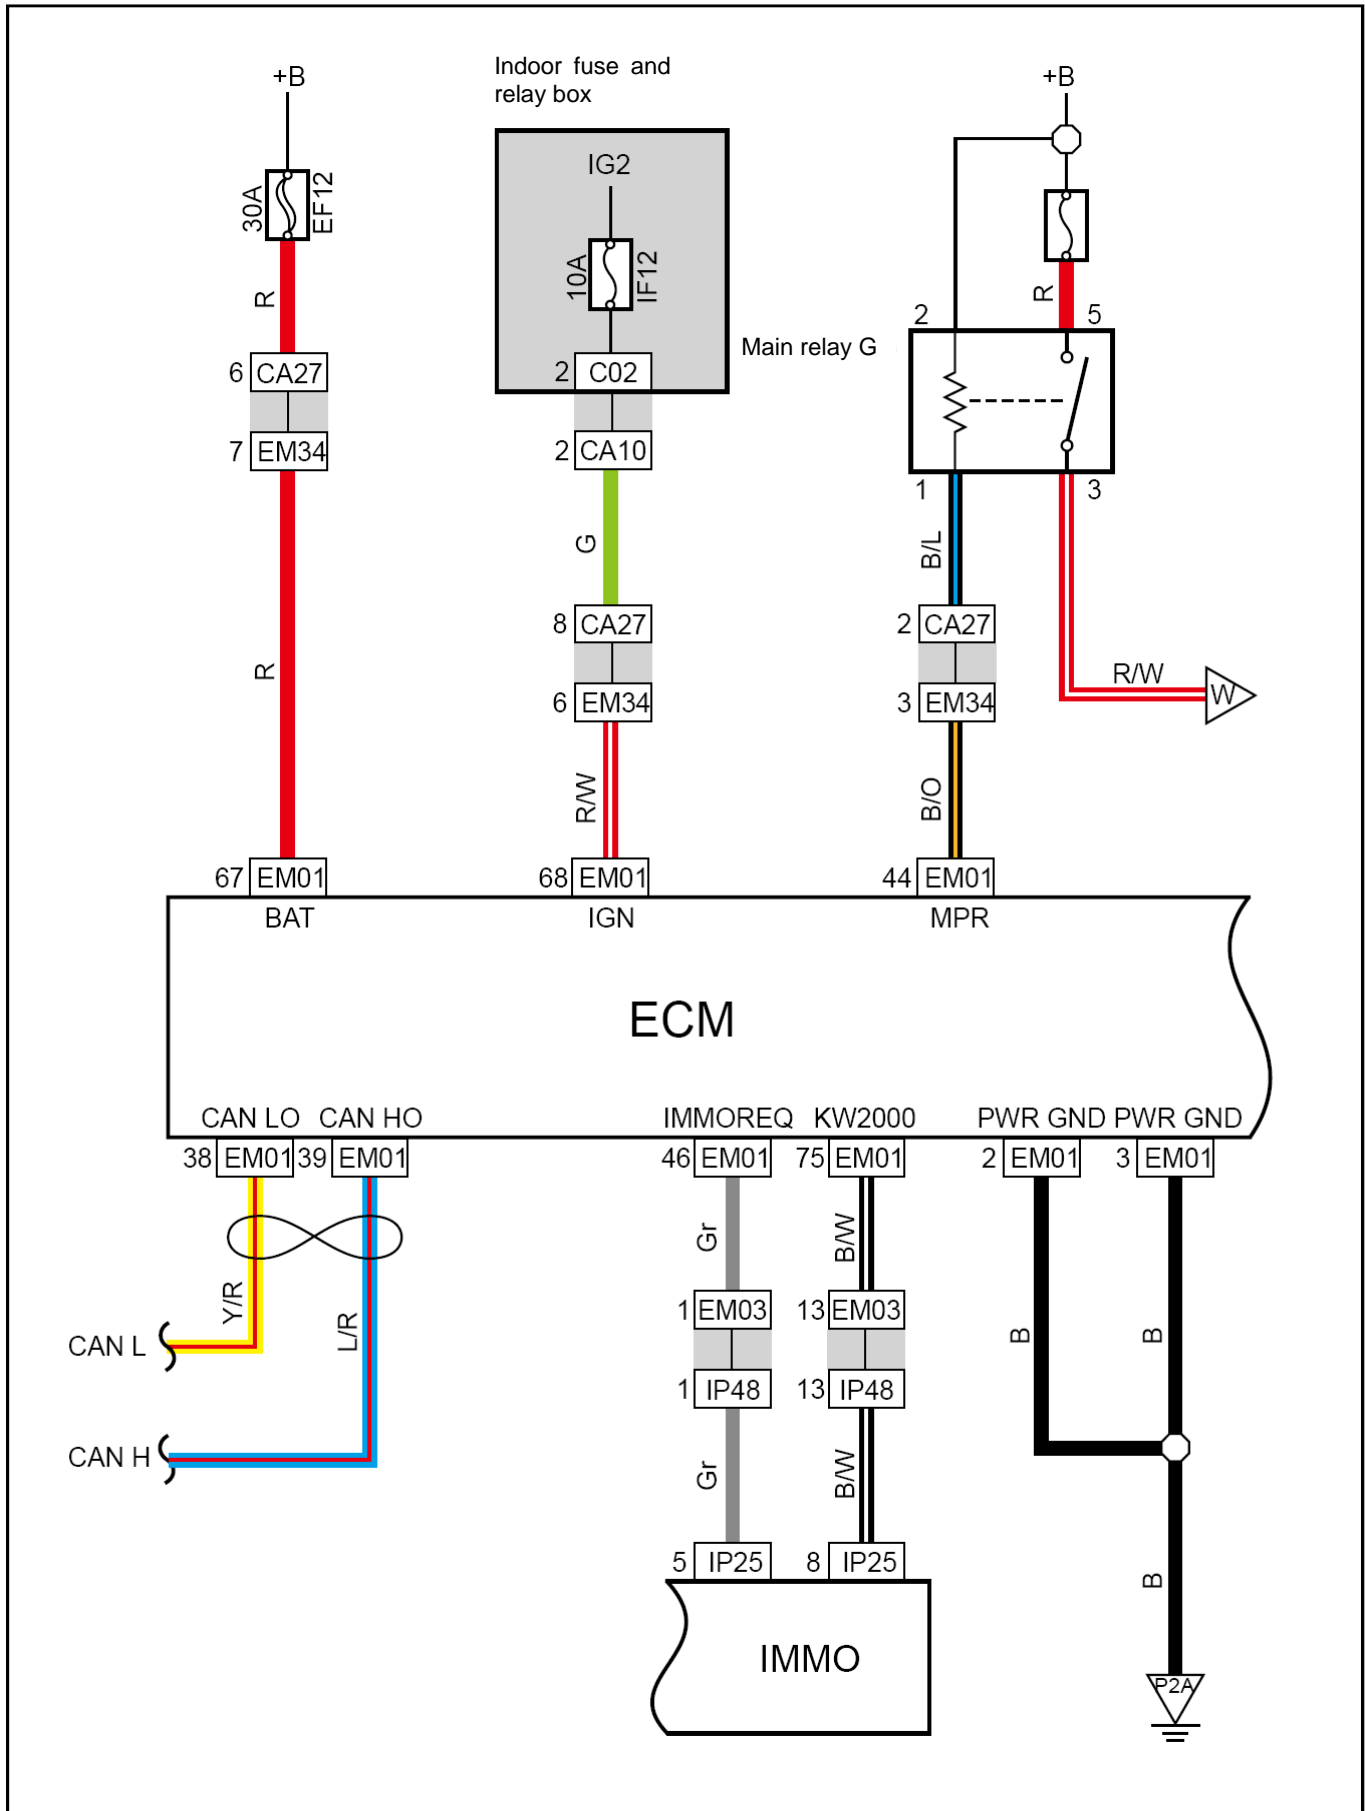 Indoor fuse and
relay box
+B
+B
IG2
30A
EF12
10A
IF12
R
R
2
5
Main relay G
6 CA27
2 C02
7 EM34
2 CA10
1
3
G
B/L
8 CA27
2 CA27
R
R/W
W
6 EM34
3 EM34
R/W
B/O
67 EM01
68 EM01
44 EM01
BAT
IGN
MPR
ECM
CAN LO
CAN HO
IMMOREQ
KW2000
PWR GND
PWR GND
38 EM01
39 EM01
46 EM01
75 EM01
2 EM01
3 EM01
Gr
B/W
Y/R
L/R
1 EM03
13 EM03
B
B
CAN L
1 IP48
13 IP48
CAN H
Gr
B/W
5 IP25
8 IP25
B
IMMO
P2A